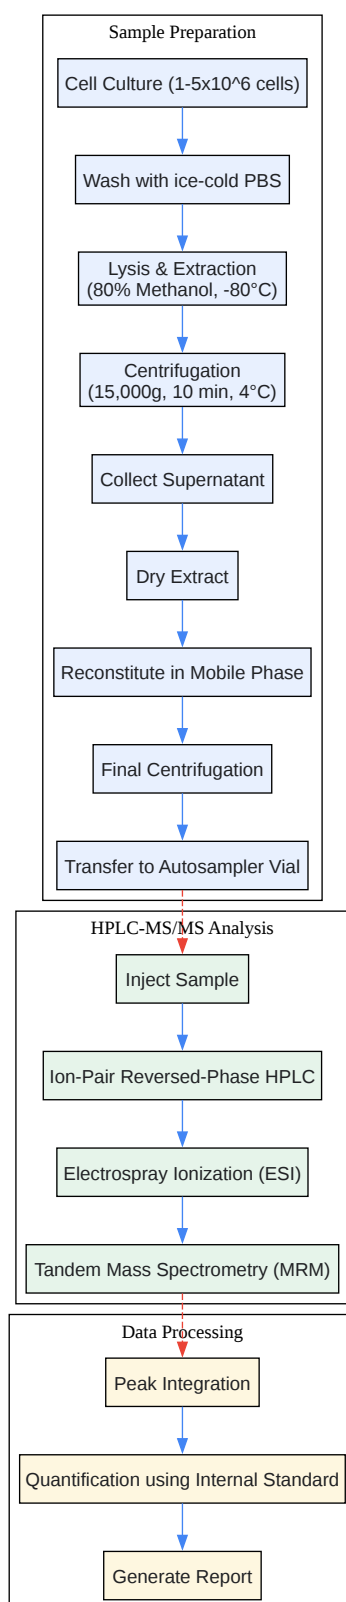 Sample Preparation
Cell Culture (1-5x10^6 cells)
Wash with ice-cold PBS
Lysis & Extraction
(80% Methanol, -80°C)
Centrifugation
(15,000g, 10 min, 4°C)
Collect Supernatant
Dry Extract
Reconstitute in Mobile Phase
Final Centrifugation
Transfer to Autosampler Vial
HPLC-MS/MS Analysis
Inject Sample
Ion-Pair Reversed-Phase HPLC
Electrospray Ionization (ESI)
Tandem Mass Spectrometry (MRM)
Data Processing
Peak Integration
Quantification using Internal Standard
Generate Report